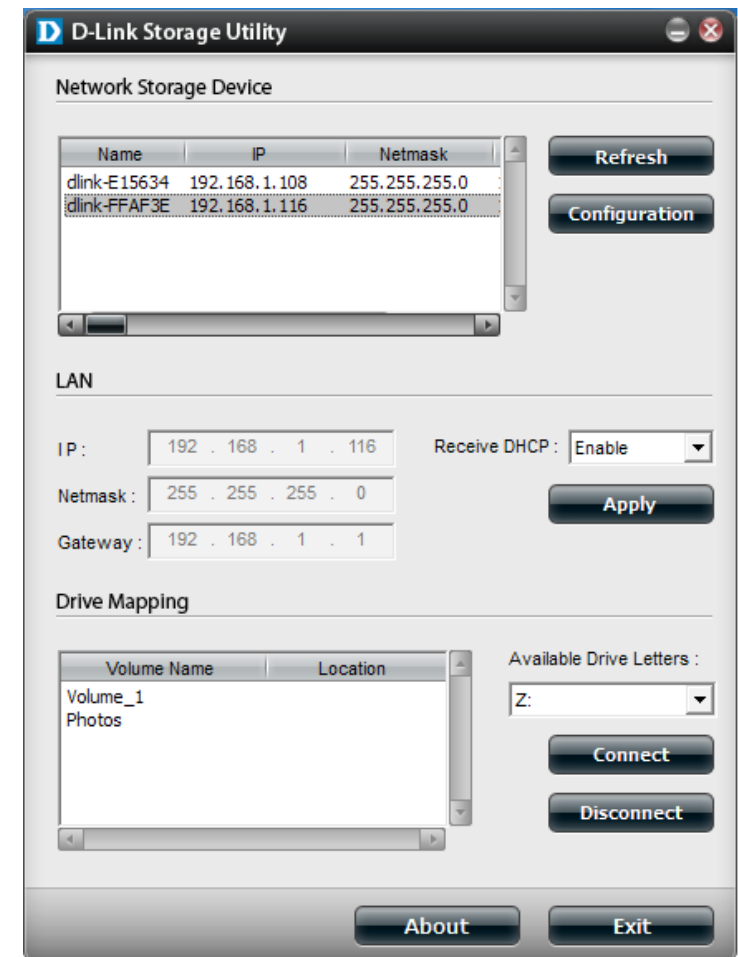 D-Link Storage Utility
Network Storage Device
Name IP Netmask
Refresh
dlink-E15634 192.168.1.108 255.255.255.0
dlink-FFAF3E 192.168.1.116 255.255.255.0
Configuration
LAN
IP : 192 . 168 . 1 . 116
Receive DHCP : Enable
Netmask : 255 . 255 . 255 . 0
Apply
Gateway : 192 . 168 . 1 . 1
Drive Mapping
Volume Name Location
Available Drive Letters :
Volume_1
Z:
Photos
Connect
Disconnect
About
Exit